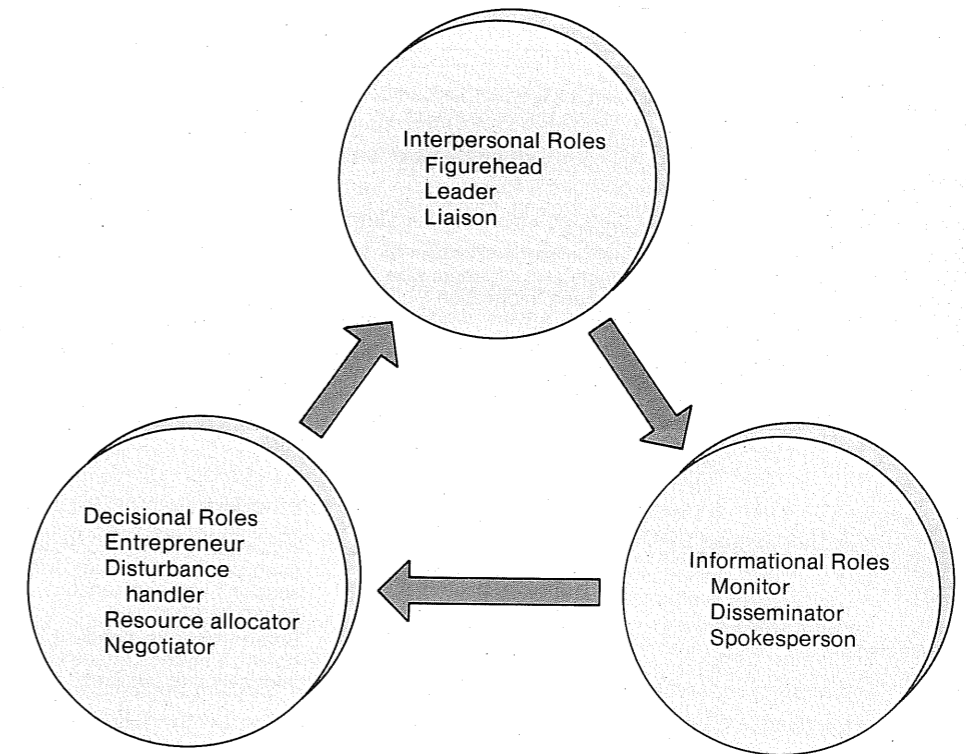 Interpersonal Roles
Figurehead
Leader
Liaison
Decisional Roles
Entrepreneur
Disturbance
handler
Resource allocator
Negotiator
Informational Roles
Monitor
Disseminator
Spokesperson